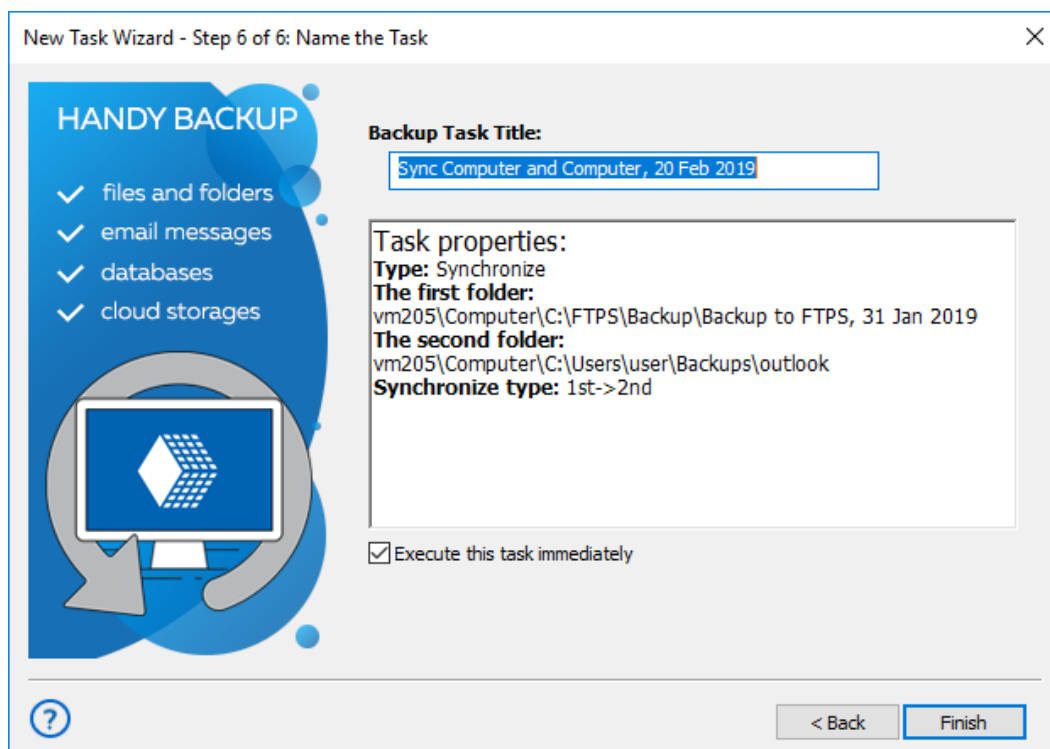 New Task Wizard - Step 6 of 6: Name the Task
HANDY BACKUP
files and folders
email messages
databases
cloud storages
Backup Task Title:
Sync Computer and Computer, 20 Feb 2019
Task properties:
Type: Synchronize
The first folder:
vm205\Computer\C:\FTPS\Backup\Backup to FTPS, 31 Jan 2019
The second folder:
vm205\Computer\C:\Users\user\Backups\outlook
Synchronize type: 1st->2nd
Execute this task immediately
?
< Back
Finish